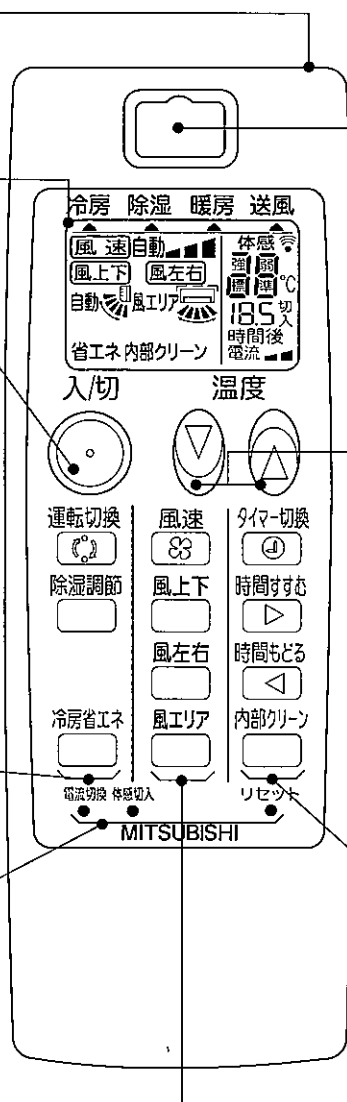 冷房 除湿 暖房 送風
風 速 自動 体感
風上下 風左右 強 弱
標 準 ℃
自動 風エリア 18.5 切
入
時間後
省エネ 内部クリーン 電流
入/切 温度
運転切換 風速 タイマー切換
除湿調節 風上下 時間すすむ
風左右 時間もどる
冷房省エネ 風エリア 内部クリーン
電流切換 体感切入 リセット
MITSUBISHI